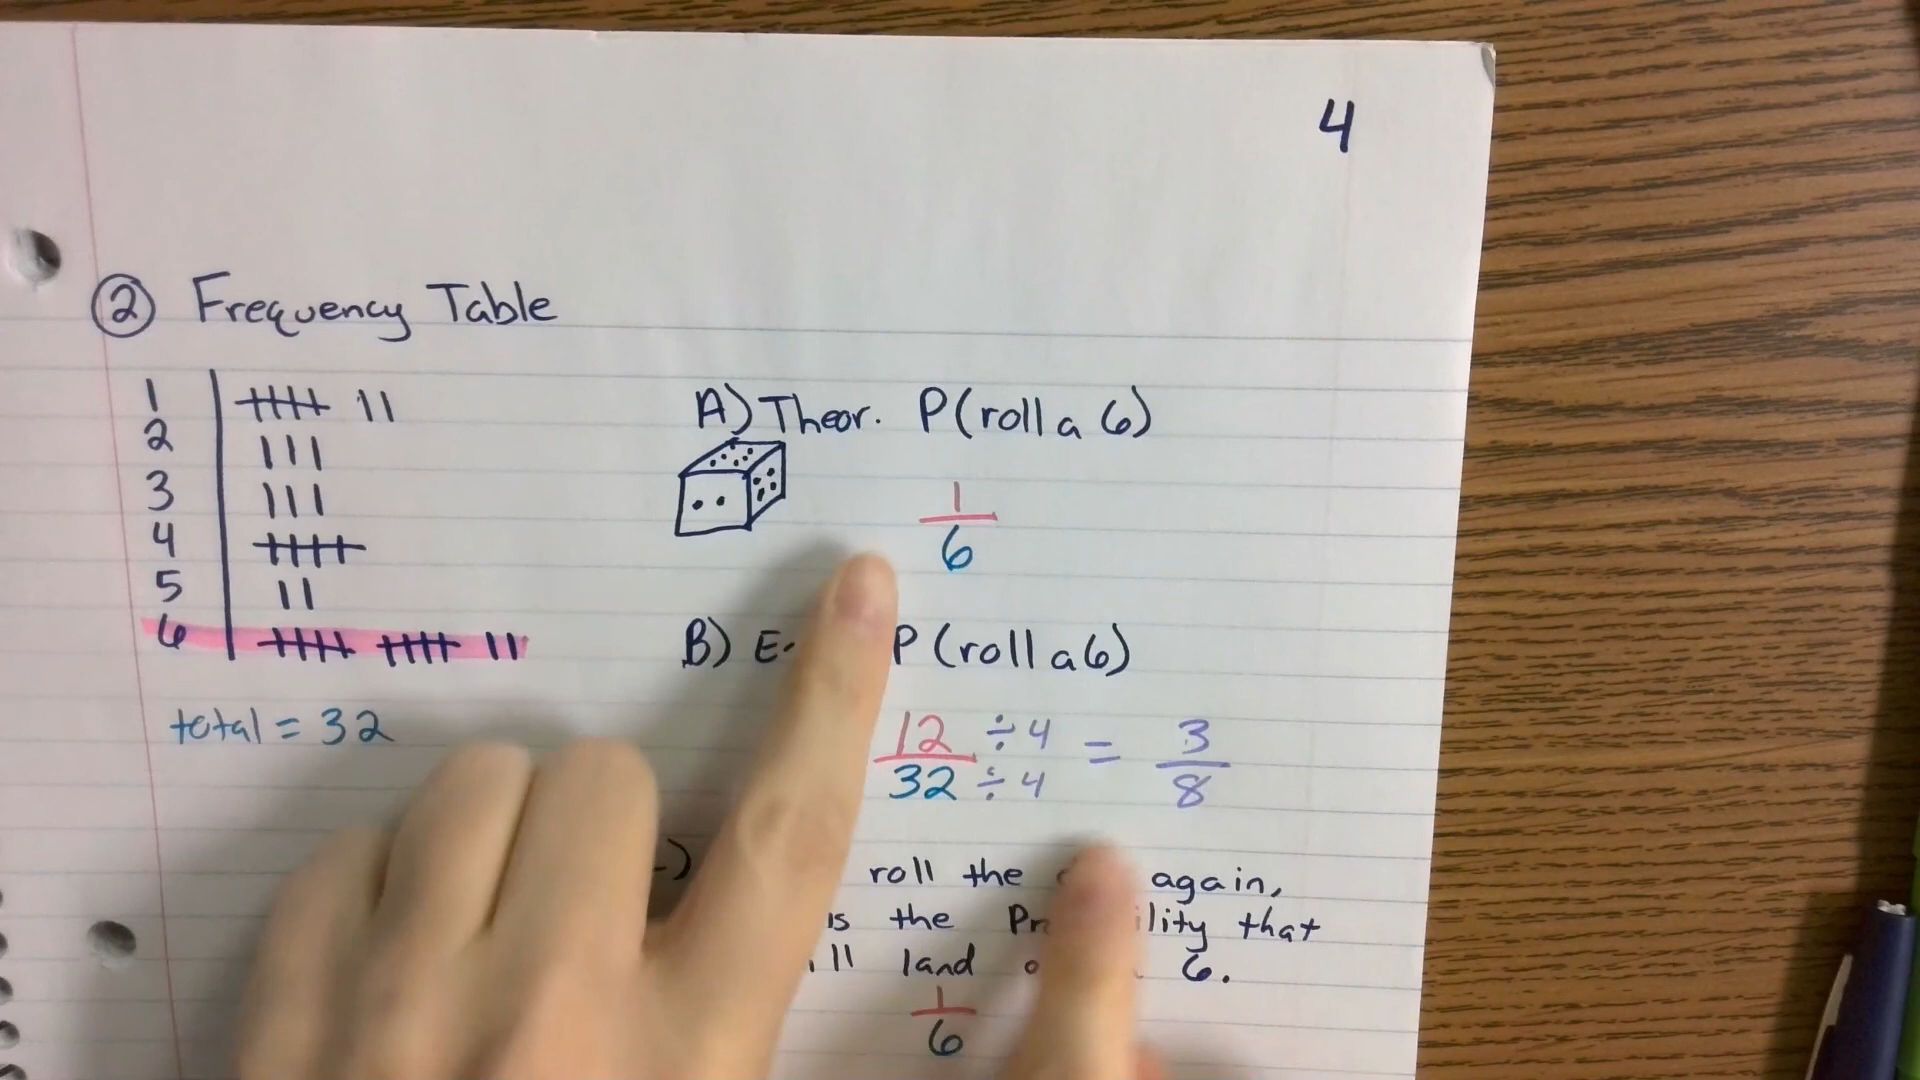 4
② Frequency Table
1 | 𝍸 ||
2 | |||
3 | |||
4 | 𝍸
5 | ||
6 | 𝍸 𝍸 ||
total = 32
A) Theor. P(roll a 6)
1/6
B) P(roll a 6)
12/32 ÷4/÷4 = 3/8
roll the again,
is the that
land 6.
1/6